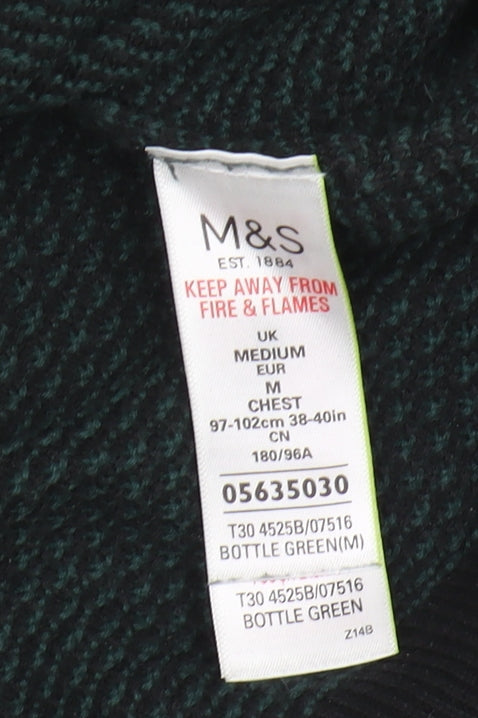 M&S
EST. 1884
KEEP AWAY FROM
FIRE & FLAMES
UK
MEDIUM
EUR
M
CHEST
97-102cm 38-40in
CN
180/96A
05635030
T30 4525B/07516
BOTTLE GREEN(M)
T30 4525B/07516
BOTTLE GREEN
Z14B